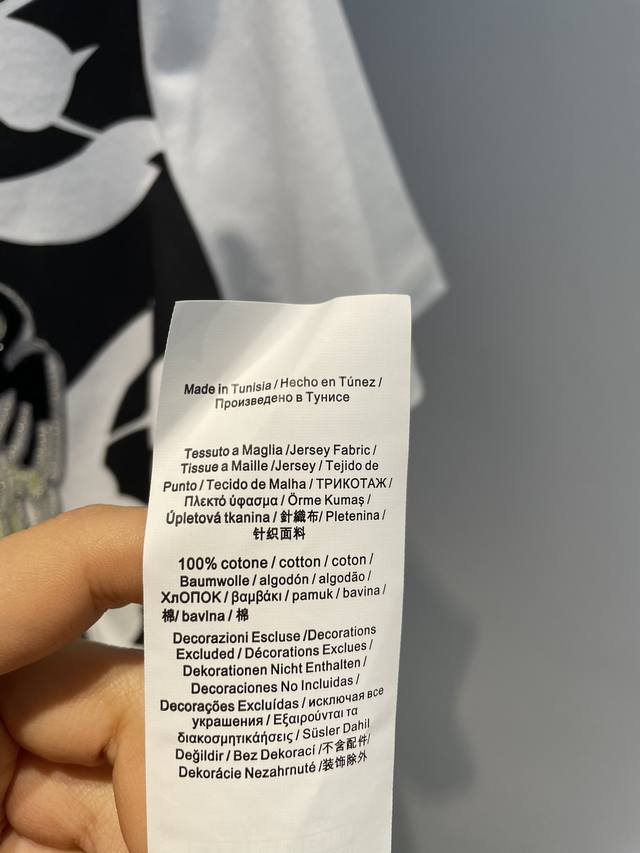 Made in Tunisia / Hecho en Túnez /
Произведено в Тунисе
Tessuto a Maglia /Jersey Fabric /
Tissue a Maille /Jersey / Tejido de
Punto / Tecido de Malha / ТРИКОТАЖ /
Πλεκτό ύφασμα / Örme Kumaş /
Úpletová tkanina / 針織布/ Pletenina /
针织面料
100% cotone / cotton / coton /
Baumwolle / algodón / algodão /
ХлОПОК / βαμβάκι / pamuk / bavina /
棉/ bavlna / 棉
Decorazioni Escluse /Decorations
Excluded / Décorations Exclues /
Dekorationen Nicht Enthalten /
Decoraciones No Incluidas /
Decorações Excluídas / исключая все
украшения / Εξαιρούνται τα
διακοσμητικάήσεις / Süsler Dahil
Değildir / Bez Dekorací /不含配件/
Dekorácie Nezahrnuté /装饰除外